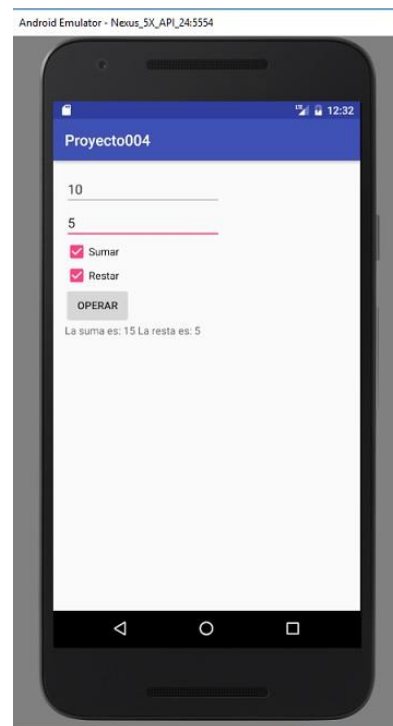 Android Emulator - Nexus_5X_API_24:5554
12:32
Proyecto004
10
5
Sumar
Restar
OPERAR
La suma es: 15 La resta es: 5